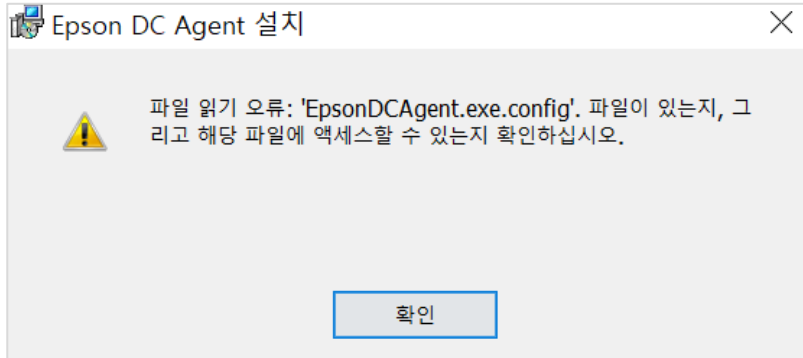 Epson DC Agent 설치
파일 읽기 오류: 'EpsonDCAgent.exe.config'. 파일이 있는지, 그
리고 해당 파일에 액세스할 수 있는지 확인하십시오.
확인